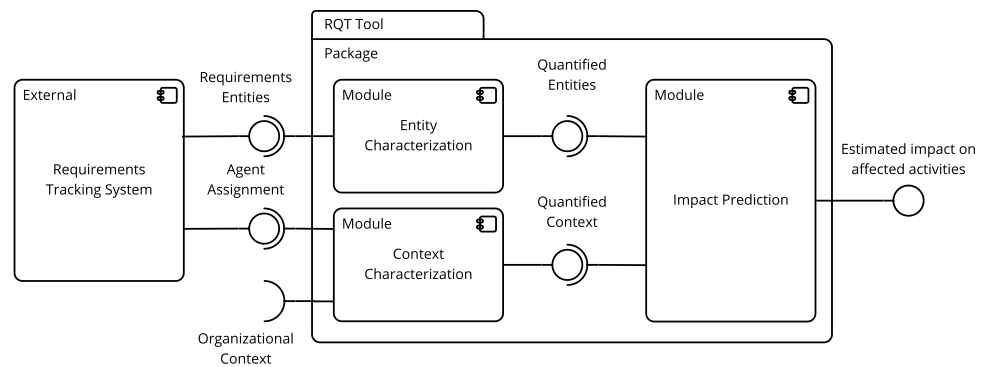 RQT Tool
Package
External
Requirements
Tracking System
Requirements
Entities
Agent
Assignment
Organizational
Context
Module
Entity
Characterization
Module
Context
Characterization
Quantified
Entities
Quantified
Context
Module
Impact Prediction
Estimated impact on
affected activities